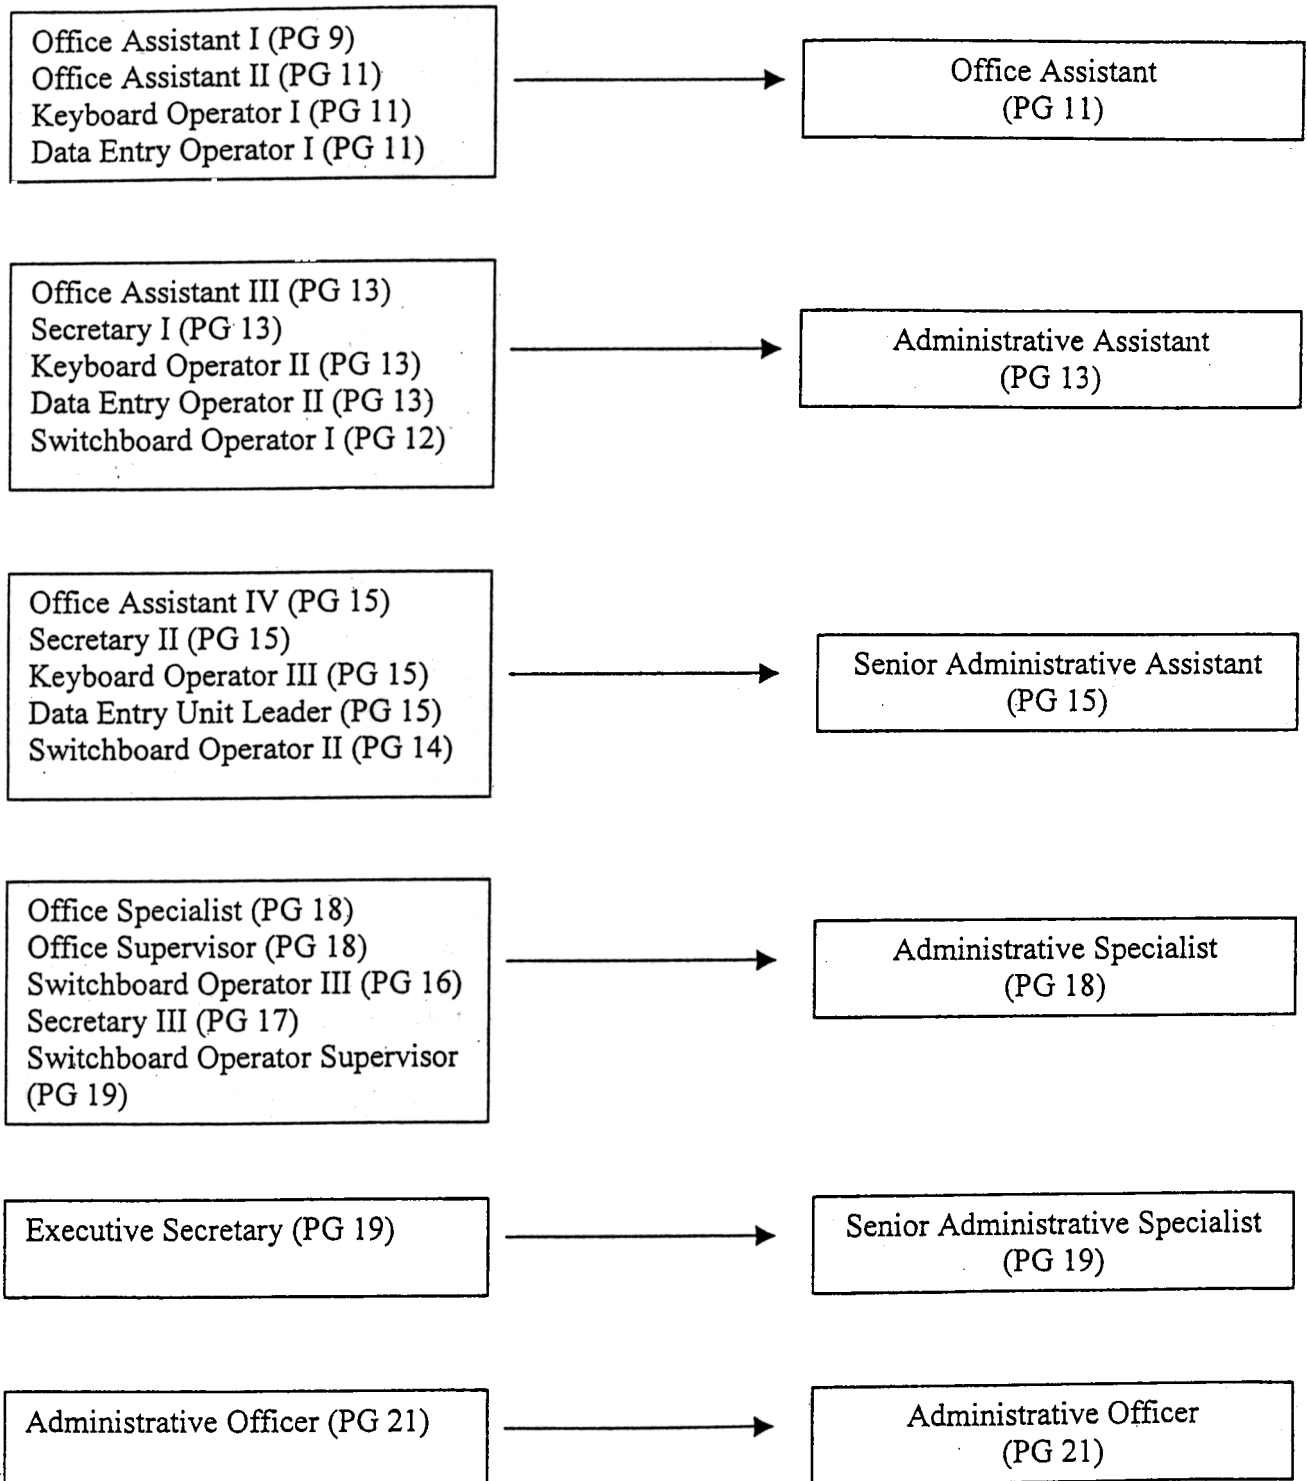 Office Assistant I (PG 9)
Office Assistant II (PG 11)
Keyboard Operator I (PG 11)
Data Entry Operator I (PG 11)
Office Assistant
(PG 11)
Office Assistant III (PG 13)
Secretary I (PG 13)
Keyboard Operator II (PG 13)
Data Entry Operator II (PG 13)
Switchboard Operator I (PG 12)
Administrative Assistant
(PG 13)
Office Assistant IV (PG 15)
Secretary II (PG 15)
Keyboard Operator III (PG 15)
Data Entry Unit Leader (PG 15)
Switchboard Operator II (PG 14)
Senior Administrative Assistant
(PG 15)
Office Specialist (PG 18)
Office Supervisor (PG 18)
Switchboard Operator III (PG 16)
Secretary III (PG 17)
Switchboard Operator Supervisor
(PG 19)
Administrative Specialist
(PG 18)
Executive Secretary (PG 19)
Senior Administrative Specialist
(PG 19)
Administrative Officer (PG 21)
Administrative Officer
(PG 21)